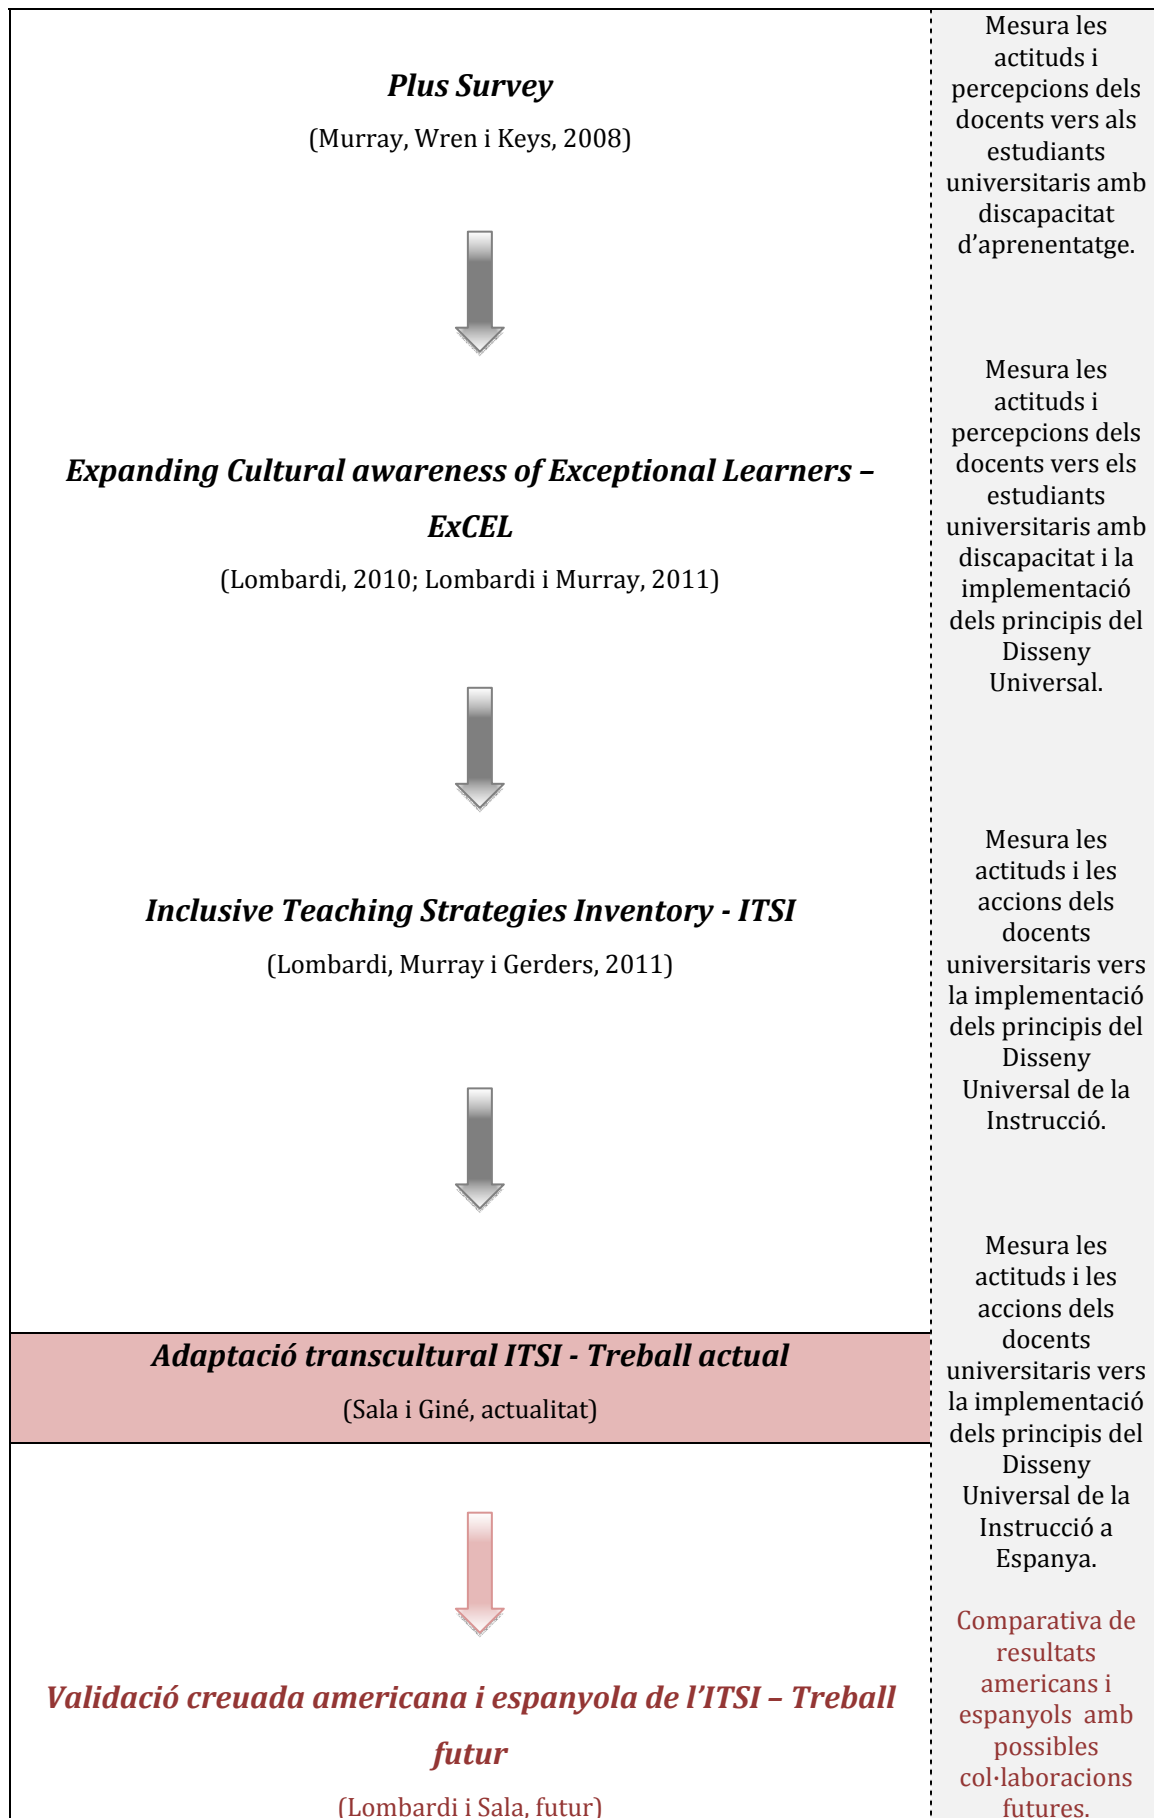 Plus Survey
(Murray, Wren i Keys, 2008)
Mesura les
actituds i
percepcions dels
docents vers als
estudiants
universitaris amb
discapacitat
d’aprenentatge.
Expanding Cultural awareness of Exceptional Learners –
ExCEL
(Lombardi, 2010; Lombardi i Murray, 2011)
Mesura les
actituds i
percepcions dels
docents vers els
estudiants
universitaris amb
discapacitat i la
implementació
dels principis del
Disseny
Universal.
Inclusive Teaching Strategies Inventory - ITSI
(Lombardi, Murray i Gerders, 2011)
Mesura les
actituds i les
accions dels
docents
universitaris vers
la implementació
dels principis del
Disseny
Universal de la
Instrucció.
Adaptació transcultural ITSI - Treball actual
(Sala i Giné, actualitat)
Mesura les
actituds i les
accions dels
docents
universitaris vers
la implementació
dels principis del
Disseny
Universal de la
Instrucció a
Espanya.
Validació creuada americana i espanyola de l’ITSI – Treball
futur
(Lombardi i Sala, futur)
Comparativa de
resultats
americans i
espanyols amb
possibles
col·laboracions
futures.